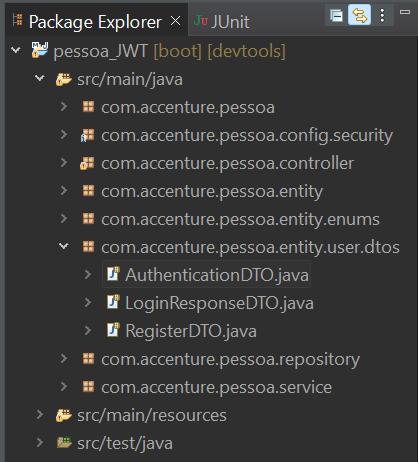 Package Explorer JUnit
pessoa_JWT [boot] [devtools]
src/main/java
com.accenture.pessoa
com.accenture.pessoa.config.security
com.accenture.pessoa.controller
com.accenture.pessoa.entity
com.accenture.pessoa.entity.enums
com.accenture.pessoa.entity.user.dtos
AuthenticationDTO.java
LoginResponseDTO.java
RegisterDTO.java
com.accenture.pessoa.repository
com.accenture.pessoa.service
src/main/resources
src/test/java